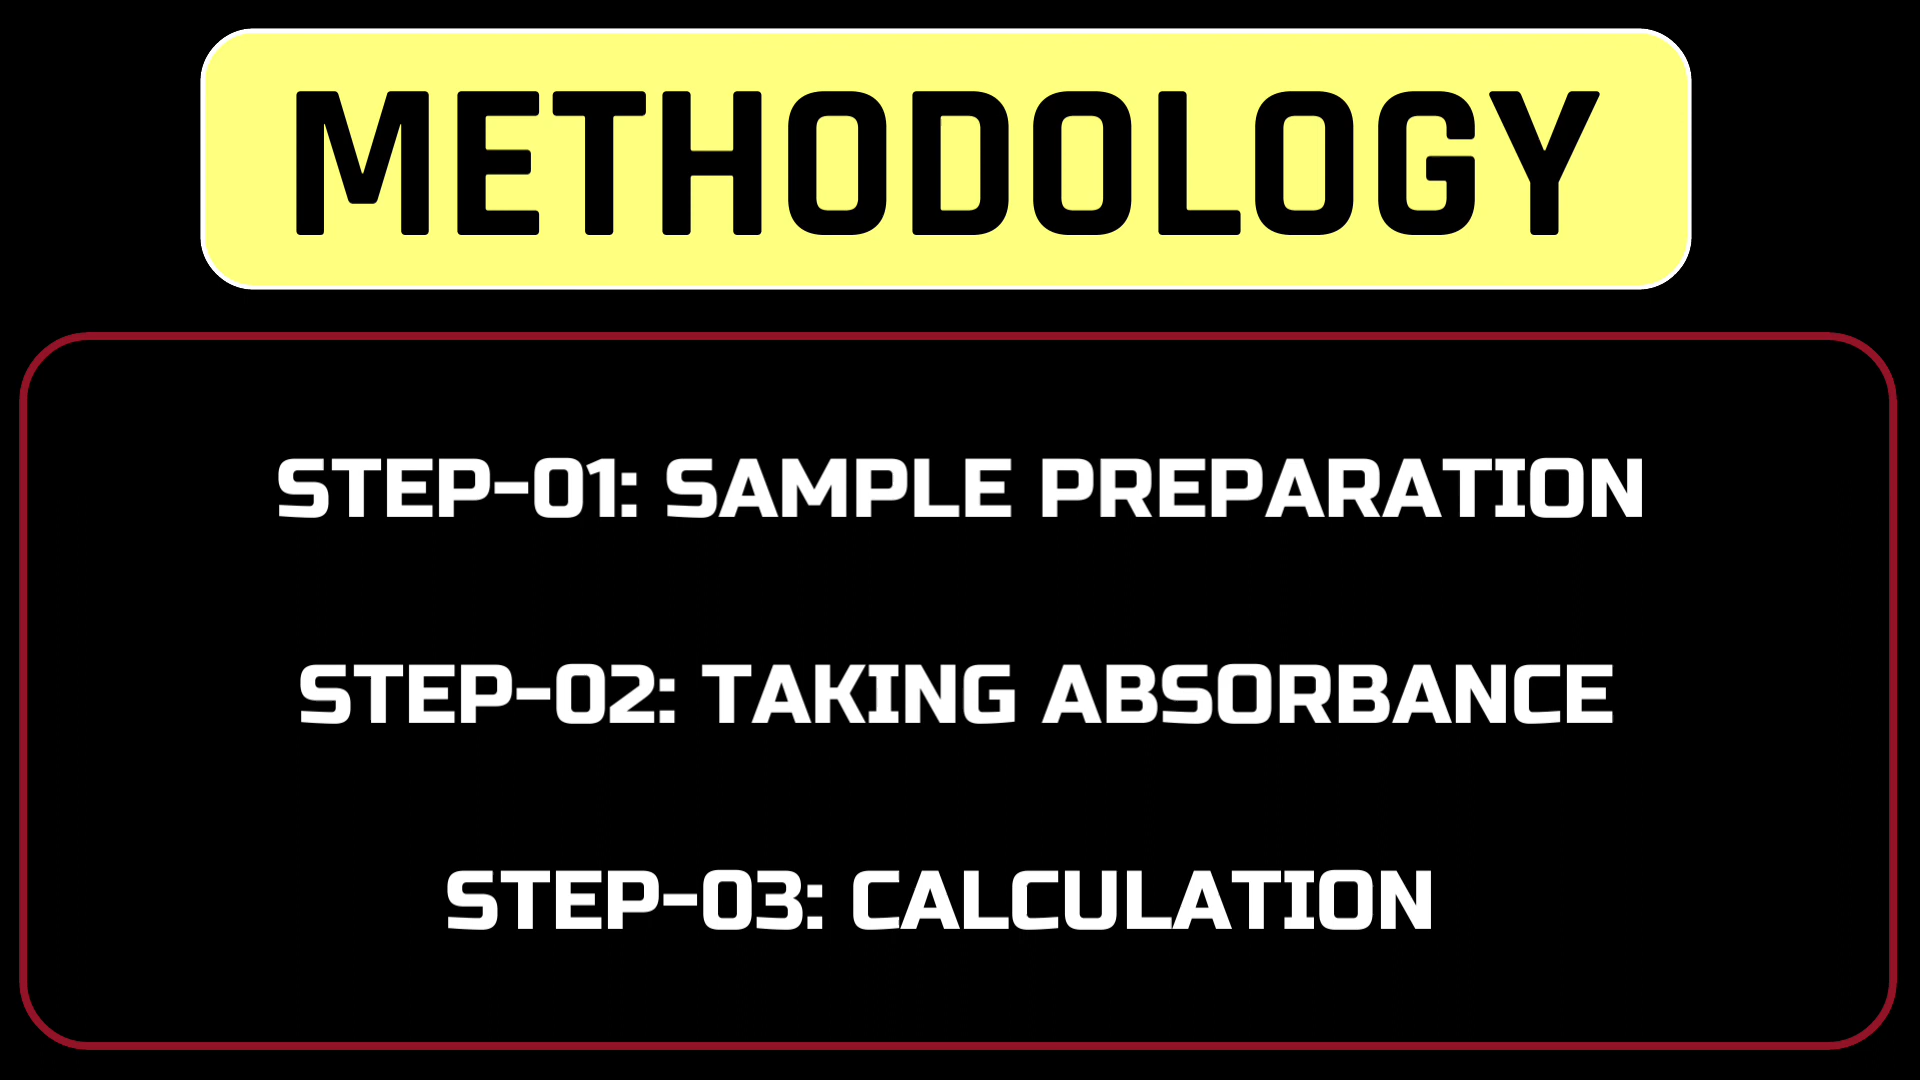 METHODOLOGY
STEP-01: SAMPLE PREPARATION
STEP-02: TAKING ABSORBANCE
STEP-03: CALCULATION